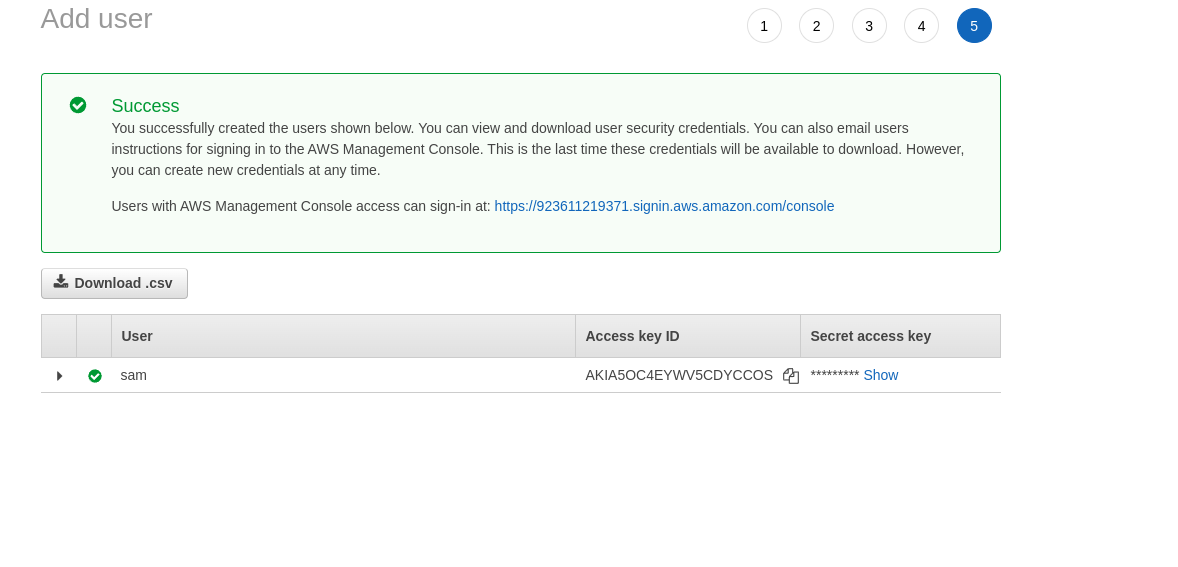 Add user
1 2 3 4 5
Success
You successfully created the users shown below. You can view and download user security credentials. You can also email users
instructions for signing in to the AWS Management Console. This is the last time these credentials will be available to download. However,
you can create new credentials at any time.
Users with AWS Management Console access can sign-in at: https://923611219371.signin.aws.amazon.com/console
Download .csv
User Access key ID Secret access key
sam AKIA5OC4EYWV5CDYCCOS ********* Show